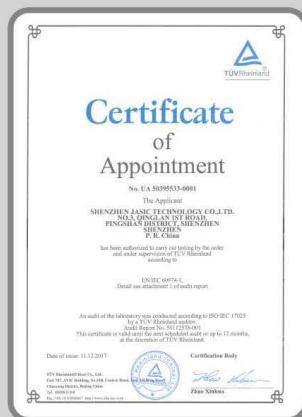 TÜVRheinland
Certificate
of
Appointment
No. UA 50395533-0001
The Applicant
SHENZHEN JASIC TECHNOLOGY CO.,LTD.
NO.3, QINGLAN 1ST ROAD,
PINGSHAN DISTRICT, SHENZHEN
SHENZHEN
P. R. China
has been authorized to carry out testing by the order
and under supervision of TÜV Rheinland
according to
EN/IEC 60974-1,
Detail see attachment 1 of audit report
An audit of the laboratory was conducted according to ISO/IEC 17025
by a TÜV Rheinland auditor.
Audit Report No. 50112538-001
This certificate is valid until the next scheduled audit or up to 12 months,
at the discretion of TÜV Rheinland.
Date of issue: 11.12.2017
Certification Body
Zhao Xinhua